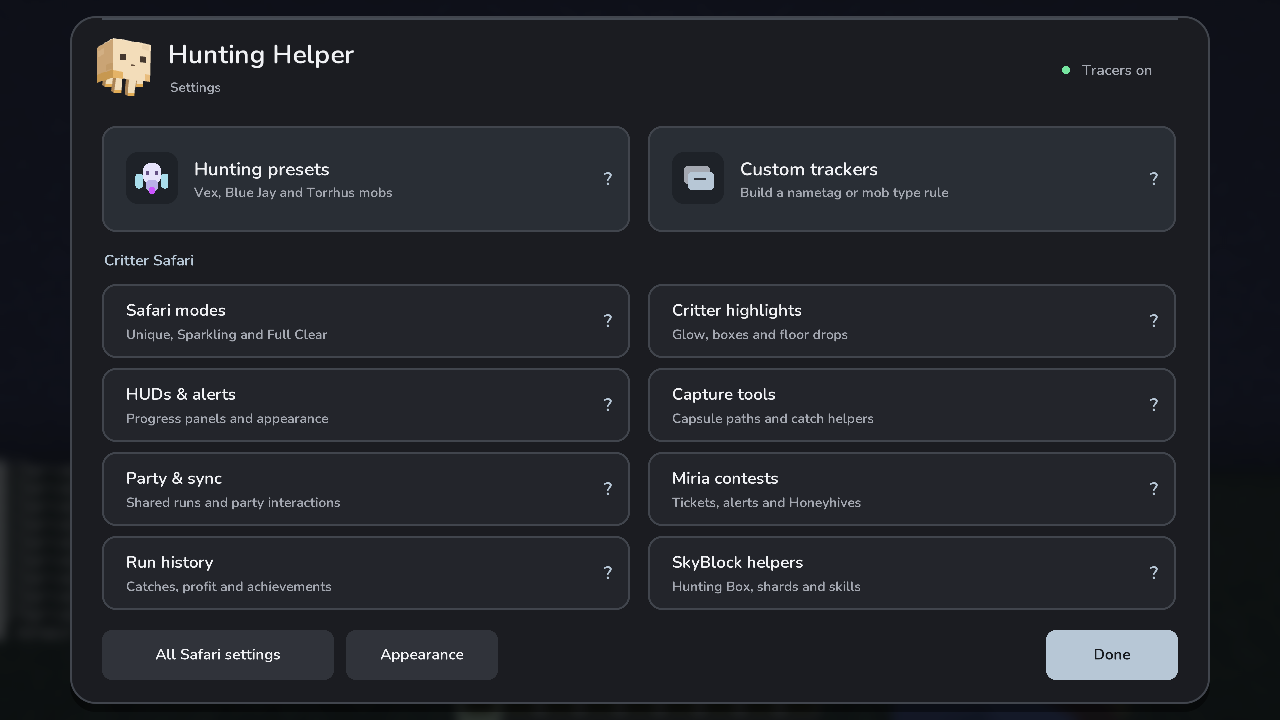 Hunting Helper
Settings
Tracers on
Hunting presets
Vex, Blue Jay and Torrhus mobs
?
Custom trackers
Build a nametag or mob type rule
?
Critter Safari
Safari modes
Unique, Sparkling and Full Clear
?
Critter highlights
Glow, boxes and floor drops
?
HUDs & alerts
Progress panels and appearance
?
Capture tools
Capsule paths and catch helpers
?
Party & sync
Shared runs and party interactions
?
Miria contests
Tickets, alerts and Honeyhives
?
Run history
Catches, profit and achievements
?
SkyBlock helpers
Hunting Box, shards and skills
?
All Safari settings
Appearance
Done